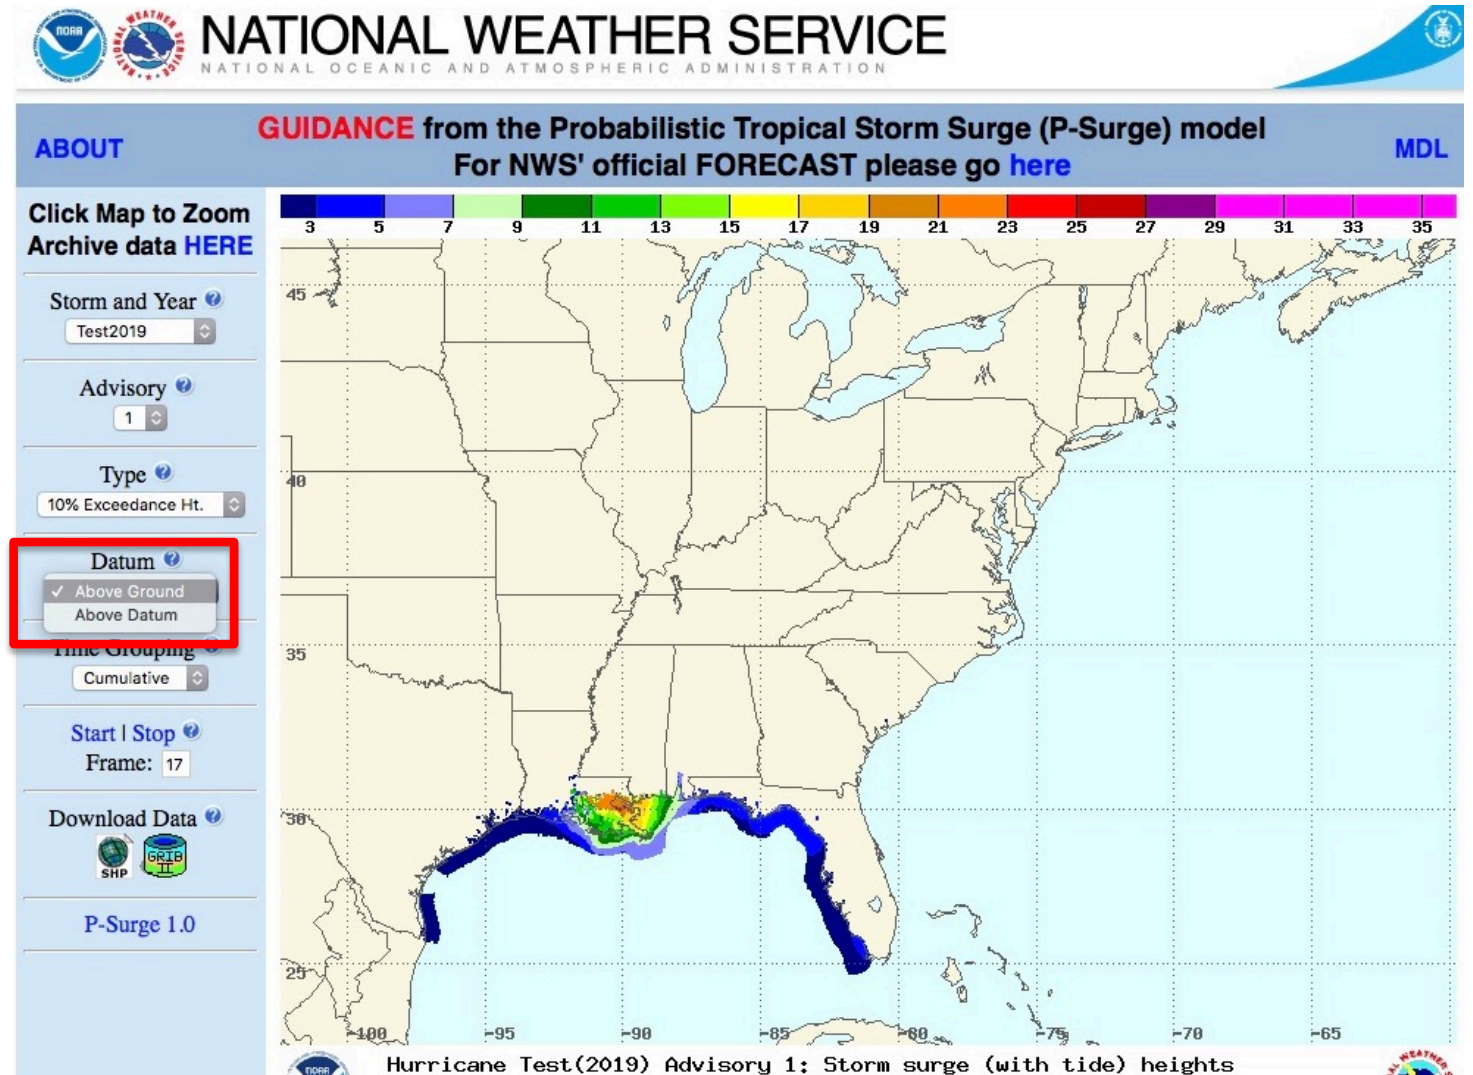 NATIONAL WEATHER SERVICE
NATIONAL OCEANIC AND ATMOSPHERIC ADMINISTRATION
ABOUT
GUIDANCE from the Probabilistic Tropical Storm Surge (P-Surge) model
For NWS' official FORECAST please go here
MDL
Click Map to Zoom
Archive data HERE
3 5 7 9 11 13 15 17 19 21 23 25 27 29 31 33 35
Storm and Year ?
Test2019
Advisory ?
1
Type ?
10% Exceedance Ht.
Datum ?
✓ Above Ground
Above Datum
Time Grouping ?
Cumulative
Start | Stop ?
Frame: 17
Download Data ?
SHP
GRIB
II
P-Surge 1.0
45
40
35
30
25
-100 -95 -90 -85 -80 -75 -70 -65
Hurricane Test(2019) Advisory 1: Storm surge (with tide) heights
NOAA
NOAA